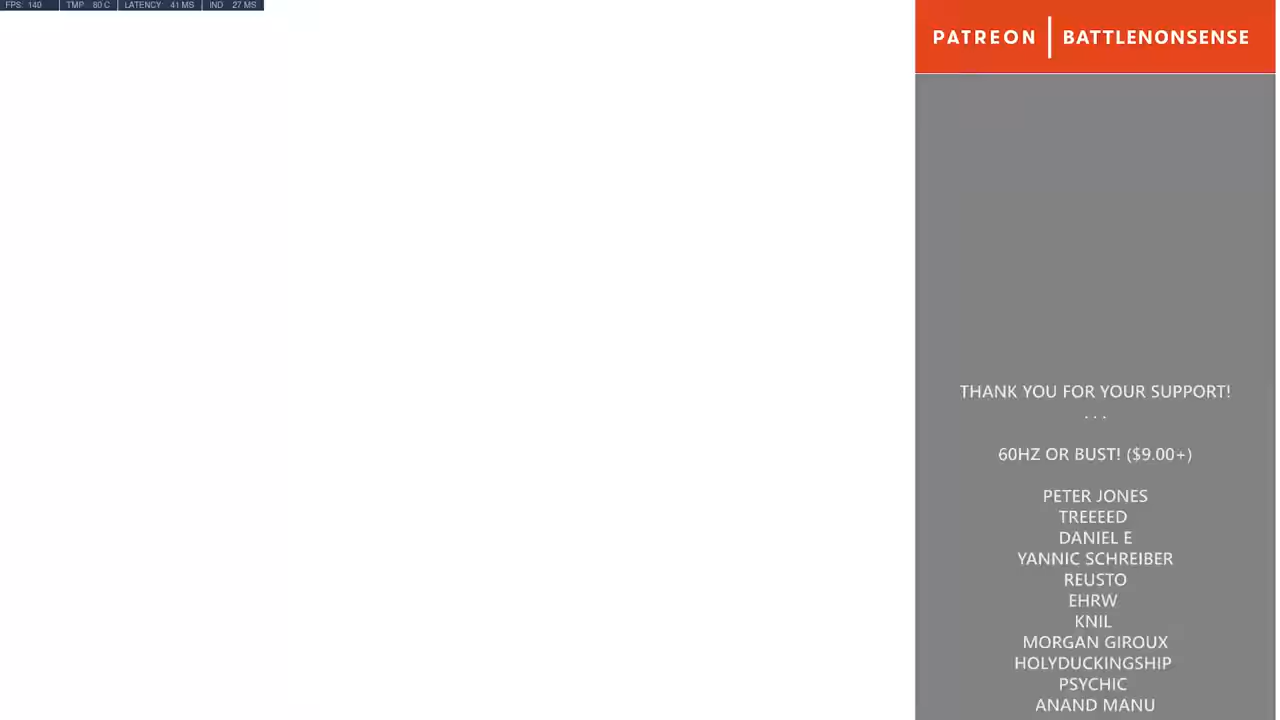 FPS: 140 TMP 80 C LATENCY 41 MS IND 27 MS
PATREON | BATTLENONSENSE
THANK YOU FOR YOUR SUPPORT!
. . .
60HZ OR BUST! ($9.00+)
PETER JONES
TREEEED
DANIEL E
YANNIC SCHREIBER
REUSTO
EHRW
KNIL
MORGAN GIROUX
HOLYDUCKINGSHIP
PSYCHIC
ANAND MANU